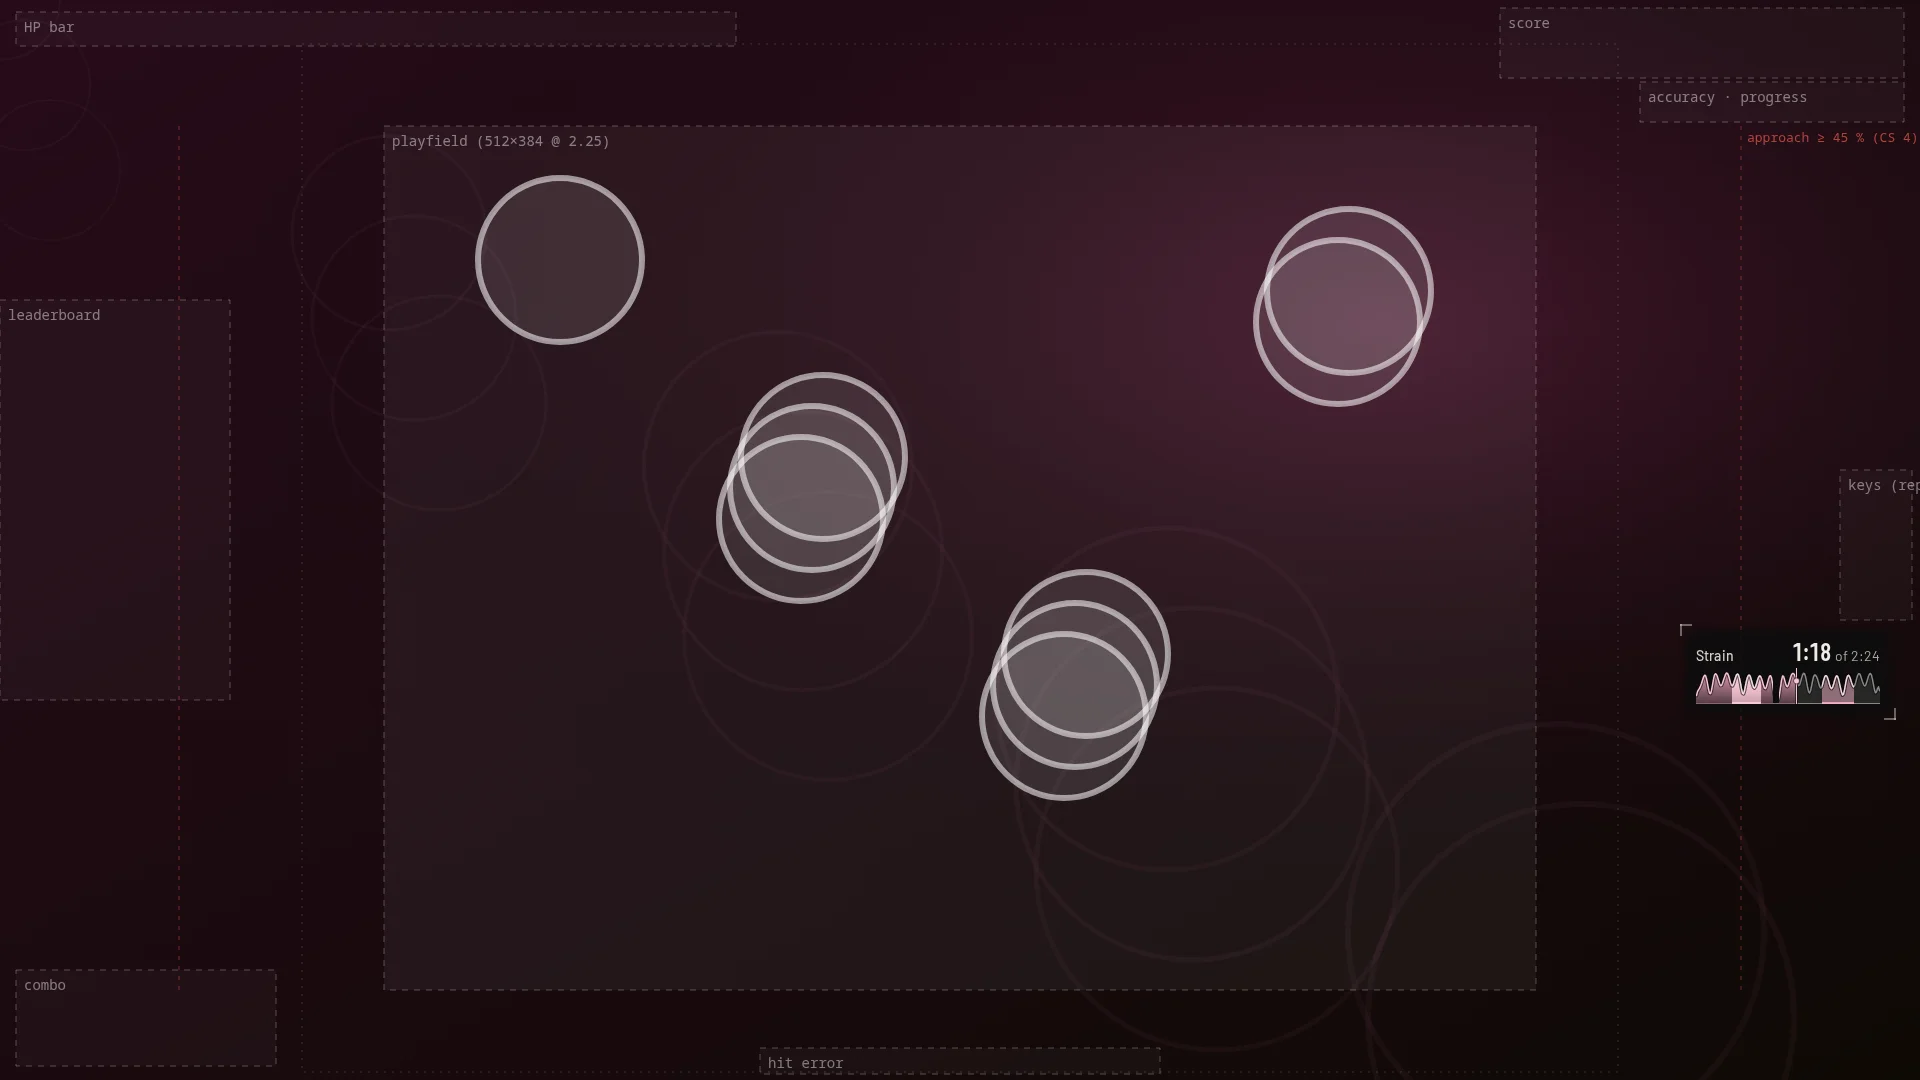 HP bar
score
accuracy · progress
playfield (512×384 @ 2.25)
approach ≥ 45 % (CS 4)
leaderboard
keys (rep
Strain 1:18 of 2:24
combo
hit error